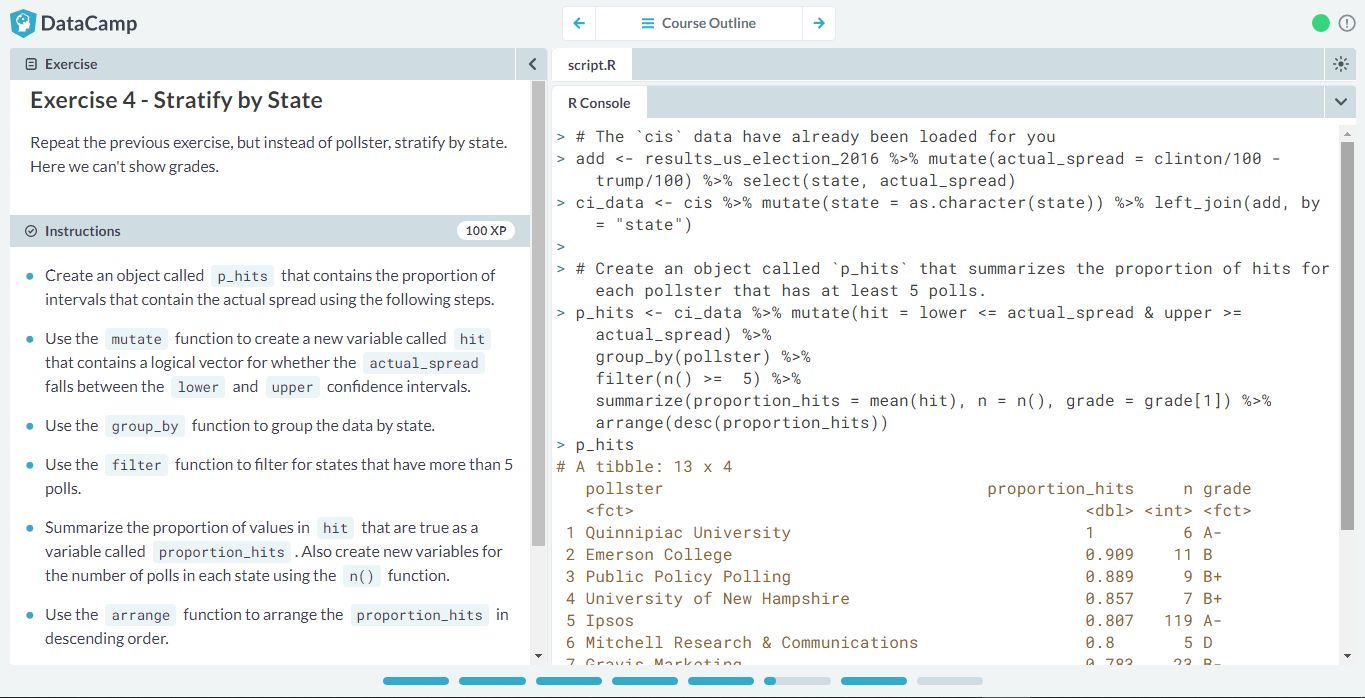 DataCamp
Course Outline
Exercise
Exercise 4 - Stratify by State
Repeat the previous exercise, but instead of pollster, stratify by state.
Here we can't show grades.
Instructions
100 XP
Create an object called p_hits that contains the proportion of
intervals that contain the actual spread using the following steps.
Use the mutate function to create a new variable called hit
that contains a logical vector for whether the actual_spread
falls between the lower and upper confidence intervals.
Use the group_by function to group the data by state.
Use the filter function to filter for states that have more than 5
polls.
Summarize the proportion of values in hit that are true as a
variable called proportion_hits . Also create new variables for
the number of polls in each state using the n() function.
Use the arrange function to arrange the proportion_hits in
descending order.
script.R
R Console
> # The `cis` data have already been loaded for you
> add <- results_us_election_2016 %>% mutate(actual_spread = clinton/100 -
trump/100) %>% select(state, actual_spread)
> ci_data <- cis %>% mutate(state = as.character(state)) %>% left_join(add, by
= "state")
>
> # Create an object called `p_hits` that summarizes the proportion of hits for
each pollster that has at least 5 polls.
> p_hits <- ci_data %>% mutate(hit = lower <= actual_spread & upper >=
actual_spread) %>%
group_by(pollster) %>%
filter(n() >=  5) %>%
summarize(proportion_hits = mean(hit), n = n(), grade = grade[1]) %>%
arrange(desc(proportion_hits))
> p_hits
# A tibble: 13 x 4
pollster proportion_hits n grade
<fct> <dbl> <int> <fct>
1 Quinnipiac University 1 6 A-
2 Emerson College 0.909 11 B
3 Public Policy Polling 0.889 9 B+
4 University of New Hampshire 0.857 7 B+
5 Ipsos 0.807 119 A-
6 Mitchell Research & Communications 0.8 5 D
7 Gravis Marketing 0.783 23 B-